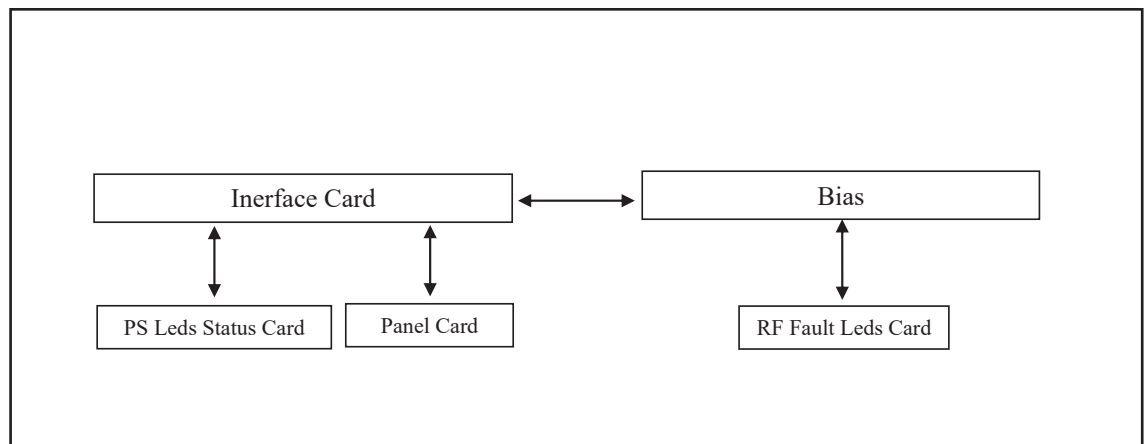 Inerface Card
Bias
PS Leds Status Card
Panel Card
RF Fault Leds Card